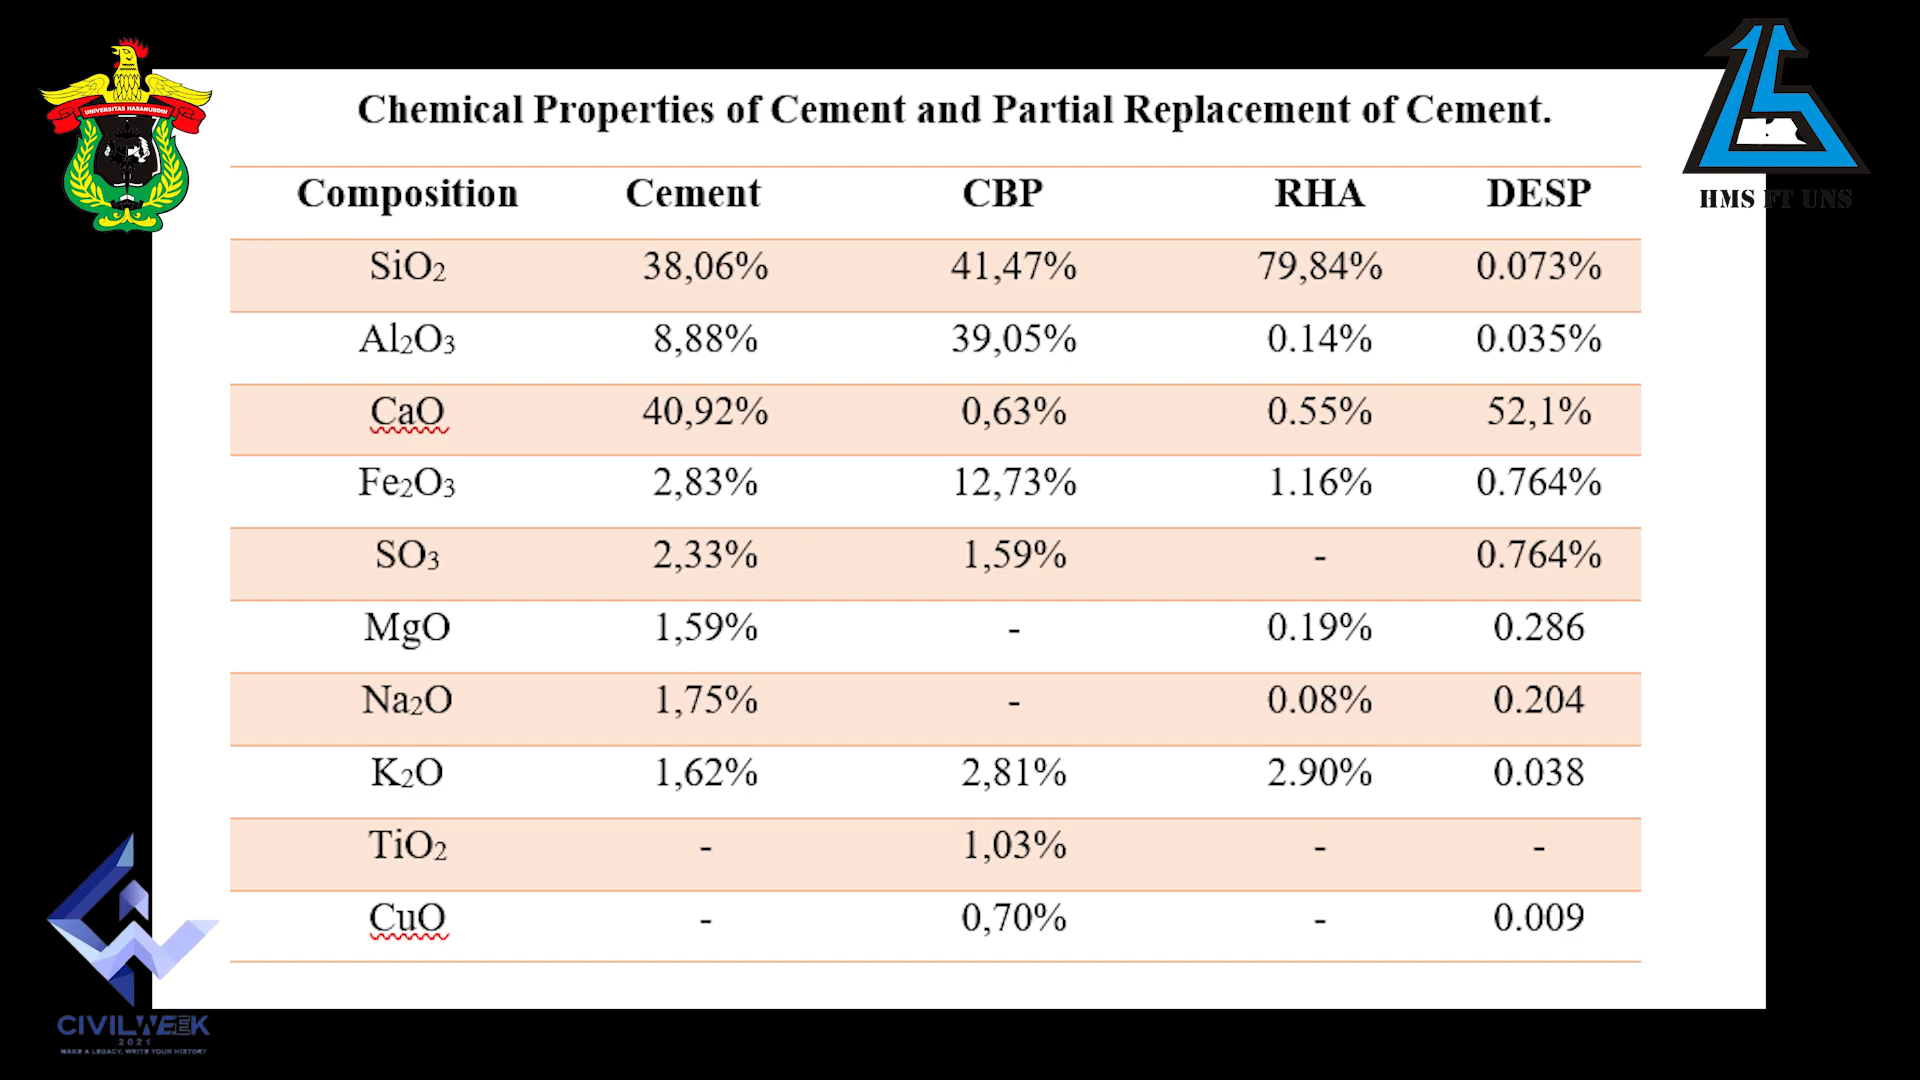 UNIVERSITAS HASANUDDIN
Chemical Properties of Cement and Partial Replacement of Cement.
HMS FT UNS
Composition Cement CBP RHA DESP
SiO2 38,06% 41,47% 79,84% 0.073%
Al2O3 8,88% 39,05% 0.14% 0.035%
CaO 40,92% 0,63% 0.55% 52,1%
Fe2O3 2,83% 12,73% 1.16% 0.764%
SO3 2,33% 1,59% - 0.764%
MgO 1,59% - 0.19% 0.286
Na2O 1,75% - 0.08% 0.204
K2O 1,62% 2,81% 2.90% 0.038
TiO2 - 1,03% - -
CuO - 0,70% - 0.009
CIVILWEEK
2021
MAKE A LEGACY, WRITE YOUR HISTORY